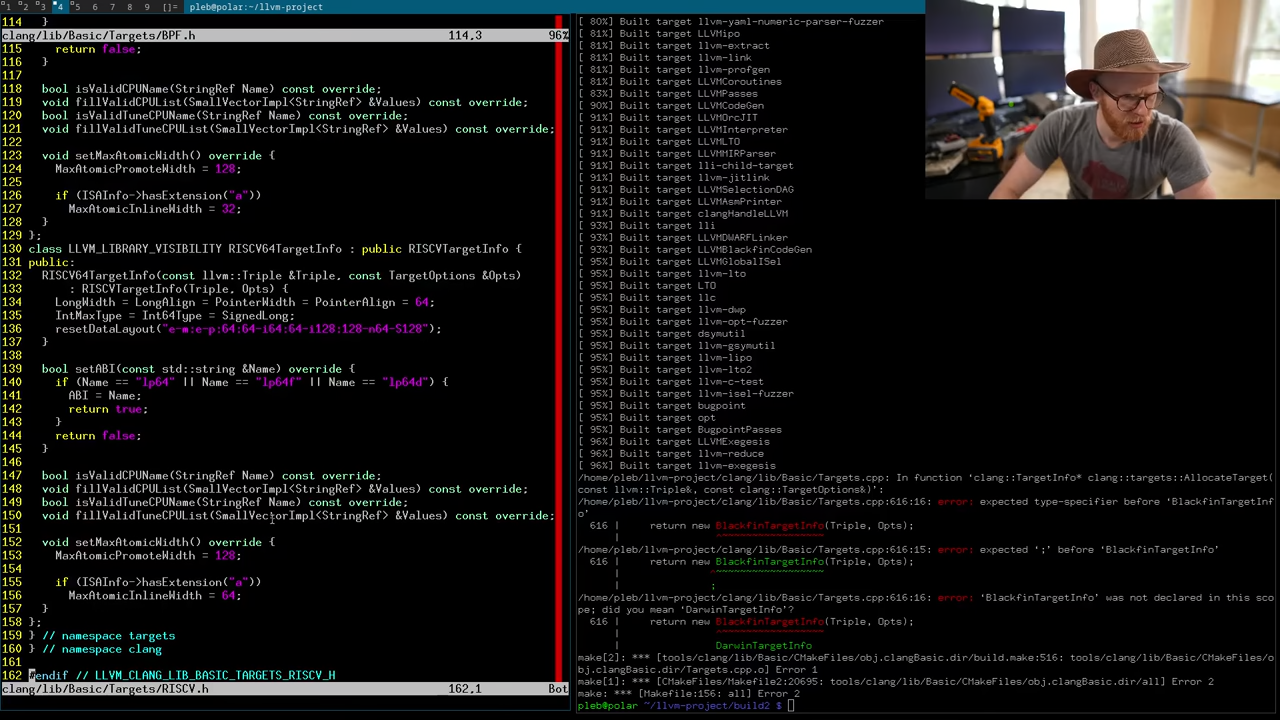 1 2 3 4 5 6 7 8 9 []= pleb@polar:~/llvm-project
114 }
clang/lib/Basic/Targets/BPF.h 114,3 96%
115 return false;
116 }
117
118 bool isValidCPUName(StringRef Name) const override;
119 void fillValidCPUList(SmallVectorImpl<StringRef> &Values) const override;
120 bool isValidTuneCPUName(StringRef Name) const override;
121 void fillValidTuneCPUList(SmallVectorImpl<StringRef> &Values) const override;
122
123 void setMaxAtomicWidth() override {
124 MaxAtomicPromoteWidth = 128;
125
126 if (ISAInfo->hasExtension("a"))
127 MaxAtomicInlineWidth = 32;
128 }
129 };
130 class LLVM_LIBRARY_VISIBILITY RISCV64TargetInfo : public RISCVTargetInfo {
131 public:
132 RISCV64TargetInfo(const llvm::Triple &Triple, const TargetOptions &Opts)
133 : RISCVTargetInfo(Triple, Opts) {
134 LongWidth = LongAlign = PointerWidth = PointerAlign = 64;
135 IntMaxType = Int64Type = SignedLong;
136 resetDataLayout("e-m:e-p:64:64-i64:64-i128:128-n64-S128");
137 }
138
139 bool setABI(const std::string &Name) override {
140 if (Name == "lp64" || Name == "lp64f" || Name == "lp64d") {
141 ABI = Name;
142 return true;
143 }
144 return false;
145 }
146
147 bool isValidCPUName(StringRef Name) const override;
148 void fillValidCPUList(SmallVectorImpl<StringRef> &Values) const override;
149 bool isValidTuneCPUName(StringRef Name) const override;
150 void fillValidTuneCPUList(SmallVectorImpl<StringRef> &Values) const override;
151
152 void setMaxAtomicWidth() override {
153 MaxAtomicPromoteWidth = 128;
154
155 if (ISAInfo->hasExtension("a"))
156 MaxAtomicInlineWidth = 64;
157 }
158 };
159 } // namespace targets
160 } // namespace clang
161
162 #endif // LLVM_CLANG_LIB_BASIC_TARGETS_RISCV_H
clang/lib/Basic/Targets/RISCV.h 162,1 Bot
[ 80%] Built target llvm-yaml-numeric-parser-fuzzer
[ 81%] Built target LLVMipo
[ 81%] Built target llvm-extract
[ 81%] Built target llvm-link
[ 81%] Built target llvm-profgen
[ 81%] Built target LLVMCoroutines
[ 83%] Built target LLVMPasses
[ 90%] Built target LLVMCodeGen
[ 91%] Built target LLVMOrcJIT
[ 91%] Built target LLVMInterpreter
[ 91%] Built target LLVMLTO
[ 91%] Built target LLVMMIRParser
[ 91%] Built target lli-child-target
[ 91%] Built target llvm-jitlink
[ 91%] Built target LLVMSelectionDAG
[ 91%] Built target LLVMAsmPrinter
[ 91%] Built target clangHandleLLVM
[ 93%] Built target lli
[ 93%] Built target LLVMDWARFLinker
[ 93%] Built target LLVMBlackfinCodeGen
[ 95%] Built target LLVMGlobalISel
[ 95%] Built target llvm-lto
[ 95%] Built target LTO
[ 95%] Built target llc
[ 95%] Built target llvm-dwp
[ 95%] Built target llvm-opt-fuzzer
[ 95%] Built target dsymutil
[ 95%] Built target llvm-gsymutil
[ 95%] Built target llvm-lipo
[ 95%] Built target llvm-lto2
[ 95%] Built target llvm-c-test
[ 95%] Built target llvm-isel-fuzzer
[ 95%] Built target bugpoint
[ 95%] Built target opt
[ 95%] Built target BugpointPasses
[ 96%] Built target LLVMExegesis
[ 96%] Built target llvm-reduce
[ 96%] Built target llvm-exegesis
/home/pleb/llvm-project/clang/lib/Basic/Targets.cpp: In function 'clang::TargetInfo* clang::targets::AllocateTarget(
const llvm::Triple&, const clang::TargetOptions&)':
/home/pleb/llvm-project/clang/lib/Basic/Targets.cpp:616:16: error: expected type-specifier before 'BlackfinTargetInf
o'
616 | return new BlackfinTargetInfo(Triple, Opts);
| ^~~~~~~~~~~~~~~~~~
/home/pleb/llvm-project/clang/lib/Basic/Targets.cpp:616:15: error: expected ';' before 'BlackfinTargetInfo'
616 | return new BlackfinTargetInfo(Triple, Opts);
| ^~~~~~~~~~~~~~~~~~~
| ;
/home/pleb/llvm-project/clang/lib/Basic/Targets.cpp:616:16: error: 'BlackfinTargetInfo' was not declared in this sco
pe; did you mean 'DarwinTargetInfo'?
616 | return new BlackfinTargetInfo(Triple, Opts);
| ^~~~~~~~~~~~~~~~~~
| DarwinTargetInfo
make[2]: *** [tools/clang/lib/Basic/CMakeFiles/obj.clangBasic.dir/build.make:516: tools/clang/lib/Basic/CMakeFiles/o
bj.clangBasic.dir/Targets.cpp.o] Error 1
make[1]: *** [CMakeFiles/Makefile2:20695: tools/clang/lib/Basic/CMakeFiles/obj.clangBasic.dir/all] Error 2
make: *** [Makefile:156: all] Error 2
pleb@polar ~/llvm-project/build2 $